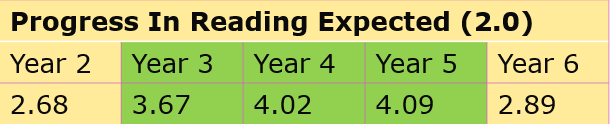 Progress In Reading Expected (2.0)
Year 2 Year 3 Year 4 Year 5 Year 6
2.68 3.67 4.02 4.09 2.89